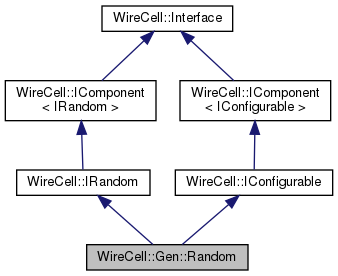 WireCell::Interface
WireCell::IComponent
< IRandom >
WireCell::IComponent
< IConfigurable >
WireCell::IRandom
WireCell::IConfigurable
WireCell::Gen::Random